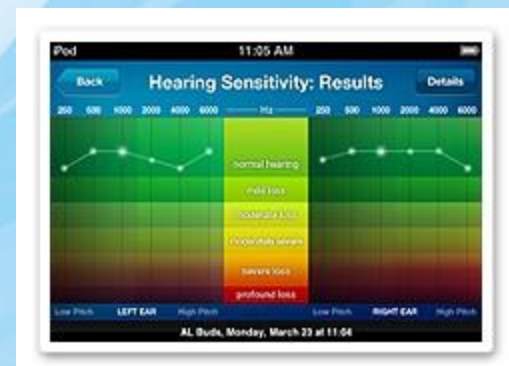 iPod 11:05 AM
Back Hearing Sensitivity: Results Details
250 500 1000 2000 4000 6000 Hz 250 500 1000 2000 4000 6000
normal hearing
mild loss
moderate loss
moderately severe
severe loss
profound loss
Low Pitch LEFT EAR High Pitch Low Pitch RIGHT EAR High Pitch
AL Buds, Monday, March 23 at 11:04